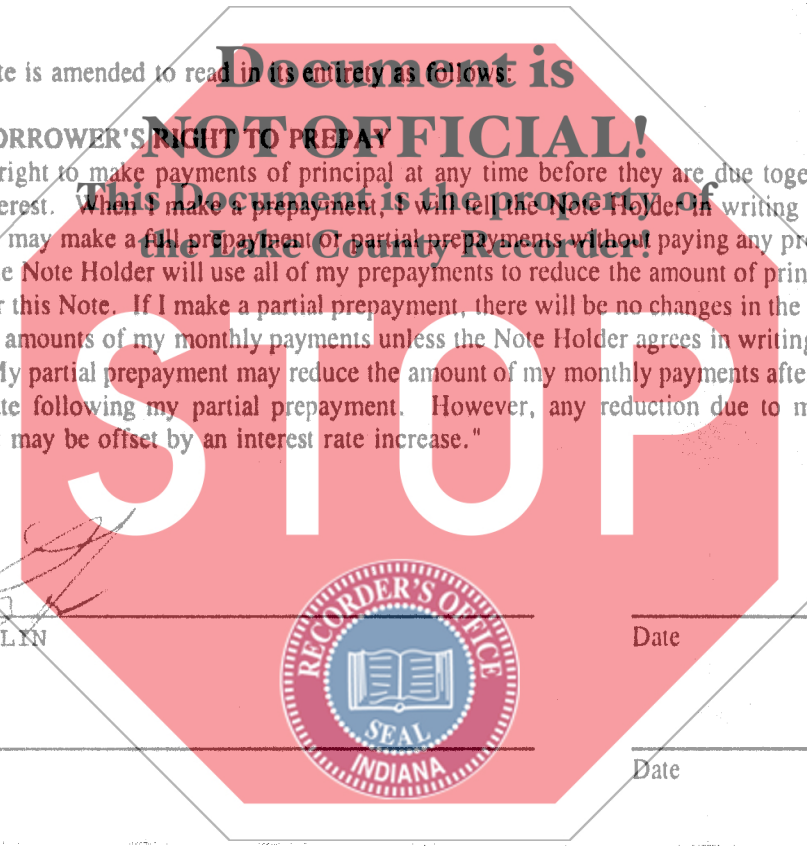 te is amended to read in its entirety as follows:
Document is
ORROWER'S RIGHT TO PREPAY
NOT OFFICIAL!
right to make payments of principal at any time before they are due toge
This Document is the property of
erest. When I make a prepayment, I will tell the Note Holder in writing
may make a full prepayment or partial prepayments without paying any pr
the Lake County Recorder!
e Note Holder will use all of my prepayments to reduce the amount of prin
r this Note. If I make a partial prepayment, there will be no changes in the
amounts of my monthly payments unless the Note Holder agrees in writing
My partial prepayment may reduce the amount of my monthly payments afte
te following my partial prepayment. However, any reduction due to m
may be offset by an interest rate increase."
STOP
RECORDER'S OFFICE
SEAL
INDIANA
LIN
Date
Date